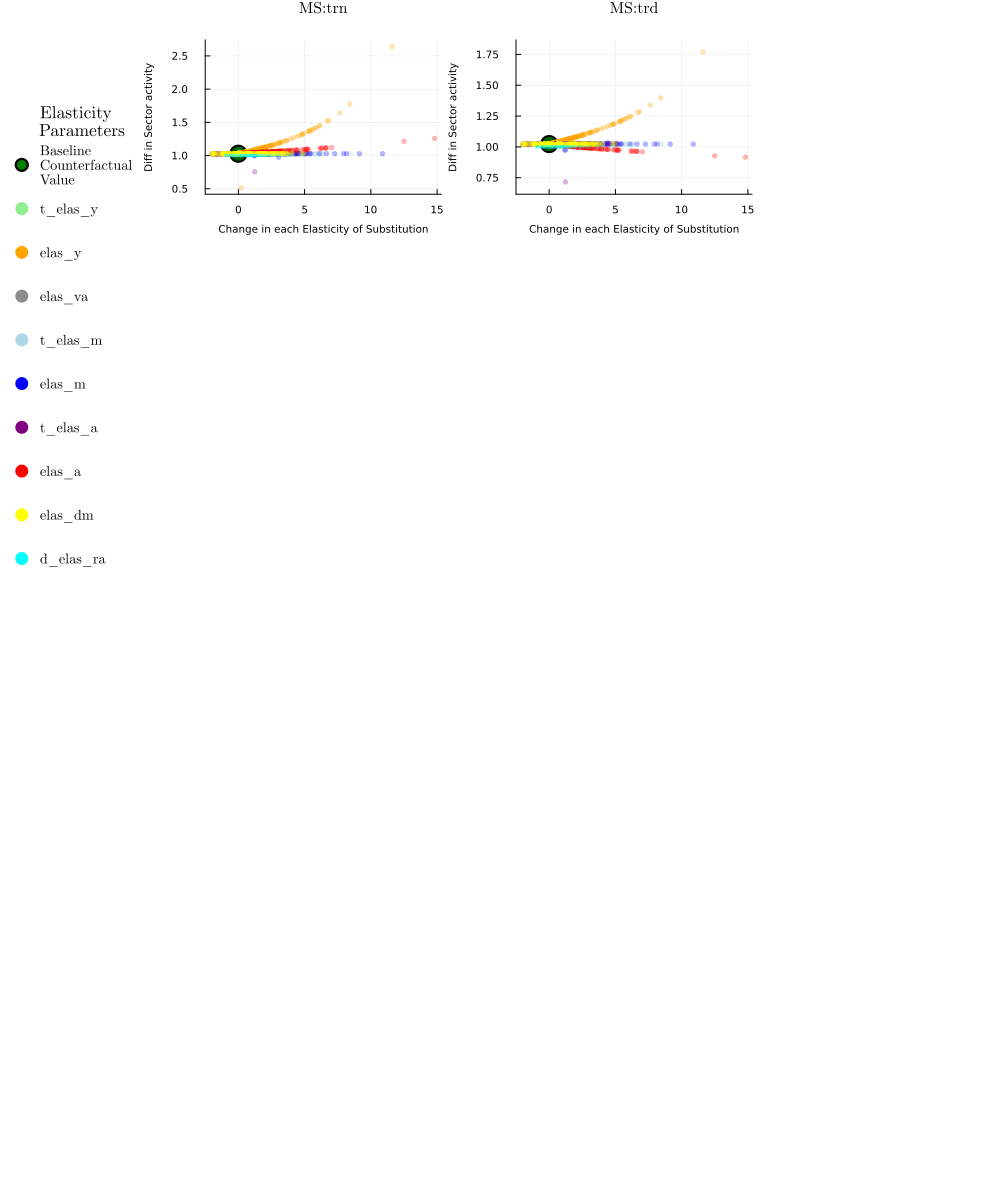 MS:trn
MS:trd
Elasticity
Parameters
Baseline
Counterfactual
Value
t_elas_y
elas_y
elas_va
t_elas_m
elas_m
t_elas_a
elas_a
elas_dm
d_elas_ra
Diff in Sector activity
2.5
2.0
1.5
1.0
0.5
0 5 10 15
Change in each Elasticity of Substitution
Diff in Sector activity
1.75
1.50
1.25
1.00
0.75
0 5 10 15
Change in each Elasticity of Substitution